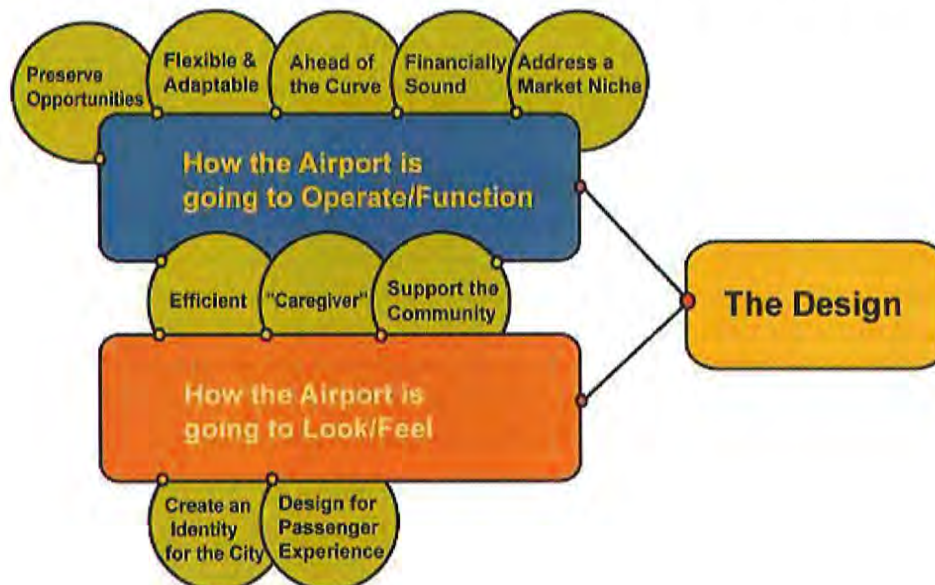 Preserve
Opportunities
Flexible &
Adaptable
Ahead of
the Curve
Financially
Sound
Address a
Market Niche
How the Airport is
going to Operate/Function
Efficient
"Caregiver"
Support the
Community
The Design
How the Airport is
going to Look/Feel
Create an
Identity
for the City
Design for
Passenger
Experience